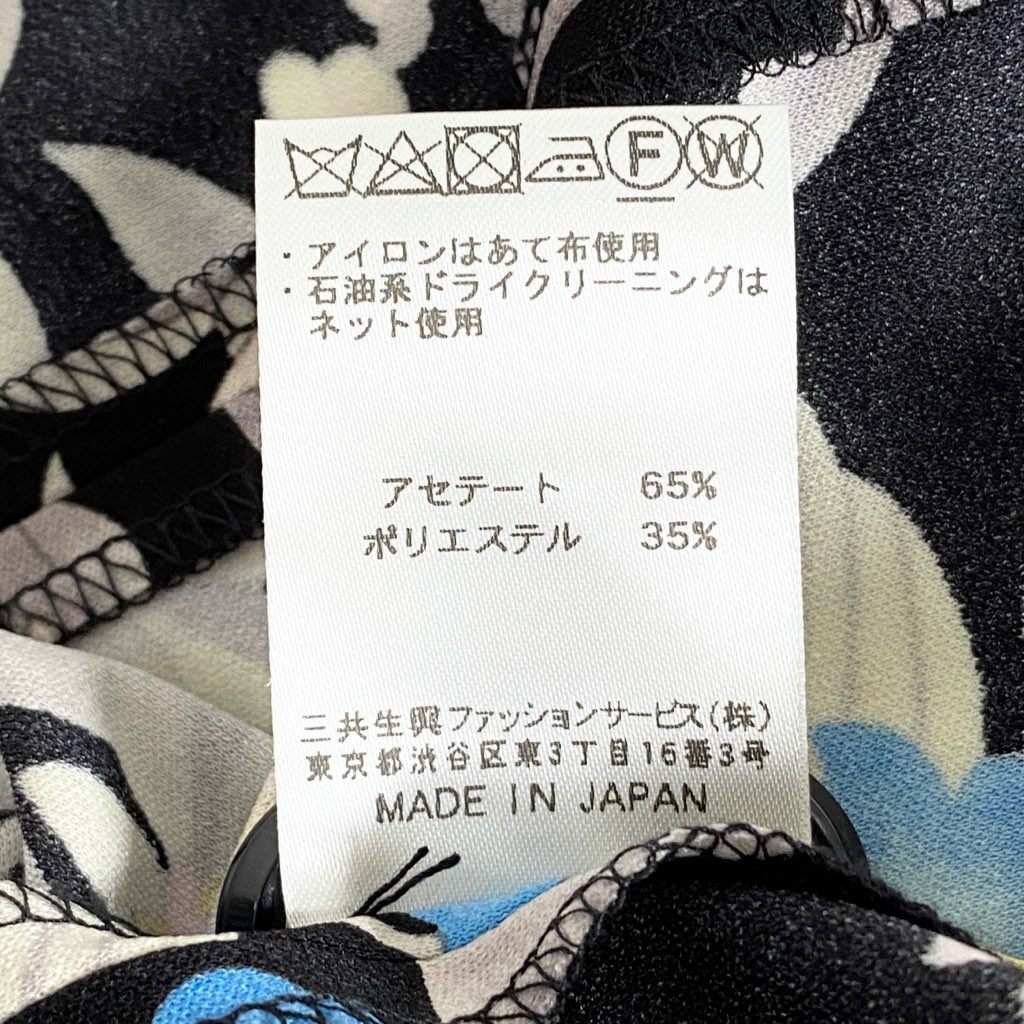 F W
・アイロンはあて布使用
・石油系ドライクリーニングは
ネット使用
アセテート 65%
ポリエステル 35%
三共生興ファッションサービス(株)
東京都渋谷区東3丁目16番3号
MADE IN JAPAN